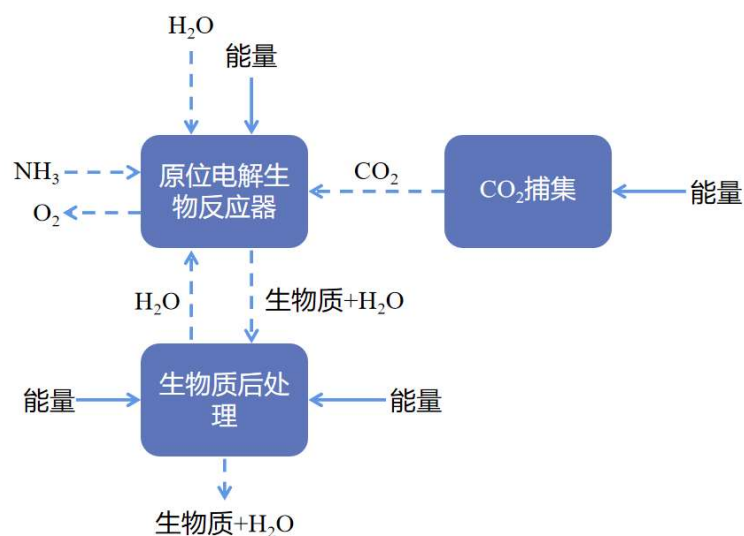 H₂O
能量
NH₃
原位电解生
物反应器
CO₂
CO₂捕集
能量
O₂
H₂O
生物质+H₂O
能量
生物质后处
理
能量
生物质+H₂O